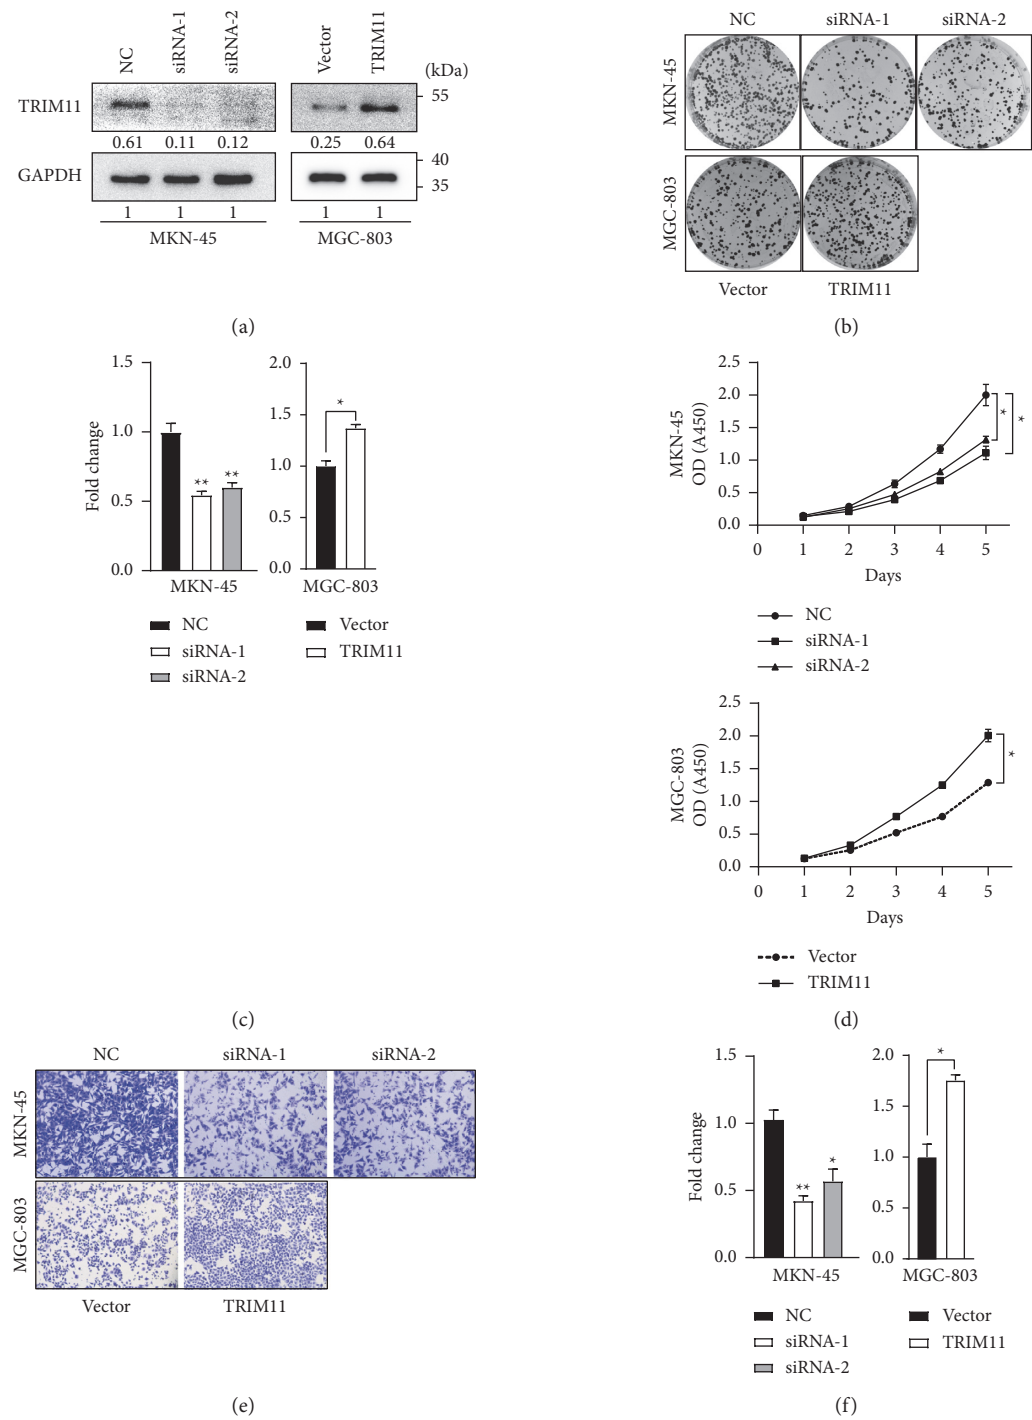 NC
siRNA-1
siRNA-2
Vector
TRIM11
(kDa)
TRIM11
55
0.61 0.11 0.12 0.25 0.64
GAPDH
40
35
1 1 1 1 1
MKN-45 MGC-803
(a)
NC siRNA-1 siRNA-2
MKN-45
MGC-803
Vector TRIM11
(b)
Fold change
1.5
1.0
0.5
0.0
** **
MKN-45
NC
siRNA-1
siRNA-2
2.0
1.5
1.0
0.5
0.0
*
MGC-803
Vector
TRIM11
(c)
MKN-45
OD (A450)
2.5
2.0
1.5
1.0
0.5
0.0
* *
0 1 2 3 4 5
Days
NC
siRNA-1
siRNA-2
MGC-803
OD (A450)
2.5
2.0
1.5
1.0
0.5
0.0
*
0 1 2 3 4 5
Days
Vector
TRIM11
(d)
NC siRNA-1 siRNA-2
MKN-45
MGC-803
Vector TRIM11
(e)
Fold change
1.5
1.0
0.5
0.0
** *
MKN-45
NC
siRNA-1
siRNA-2
2.0
1.5
1.0
0.5
0.0
*
MGC-803
Vector
TRIM11
(f)